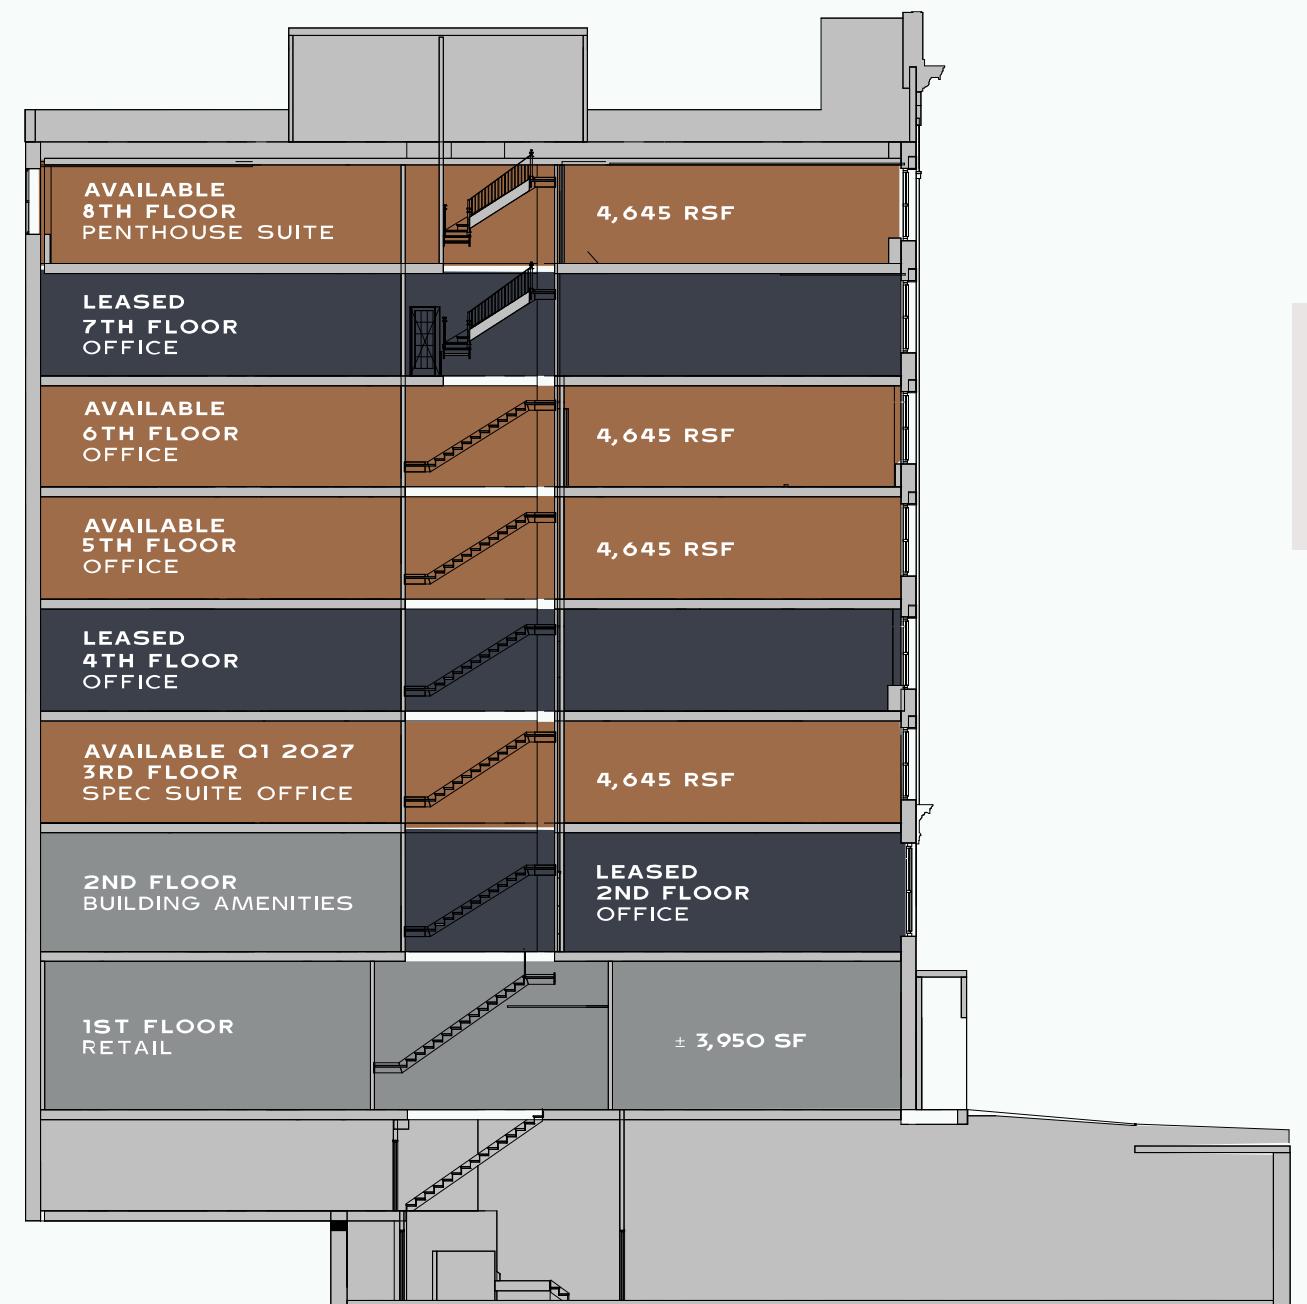 AVAILABLE
8TH FLOOR
PENTHOUSE SUITE
4,645 RSF
LEASED
7TH FLOOR
OFFICE
AVAILABLE
6TH FLOOR
OFFICE
4,645 RSF
AVAILABLE
5TH FLOOR
OFFICE
4,645 RSF
LEASED
4TH FLOOR
OFFICE
AVAILABLE Q1 2027
3RD FLOOR
SPEC SUITE OFFICE
4,645 RSF
2ND FLOOR
BUILDING AMENITIES
LEASED
2ND FLOOR
OFFICE
1ST FLOOR
RETAIL
± 3,950 SF